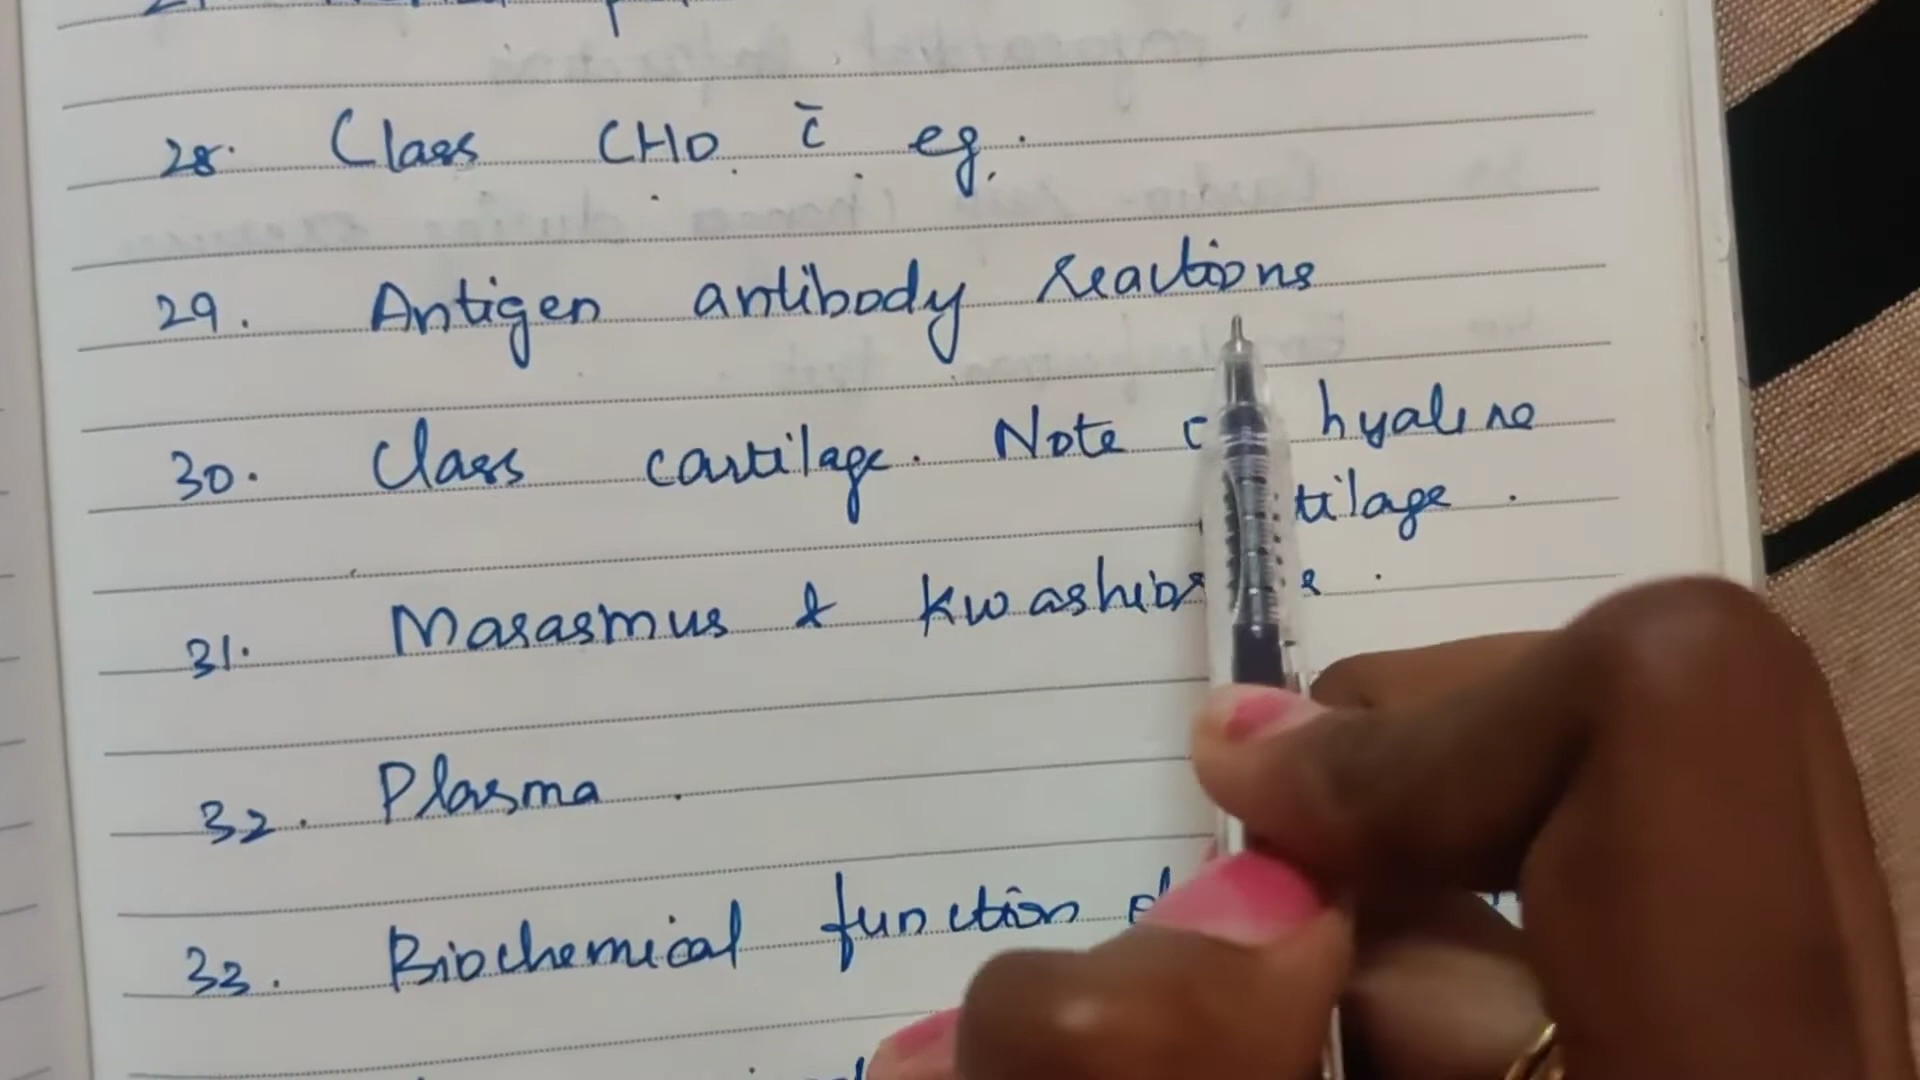 28. Class CHO c̄ eg.
29. Antigen antibody reactions
30. Class cartilage. Note hyaline
tilage.
31. Marasmus &
32. Plasma.
33. Biochemical function